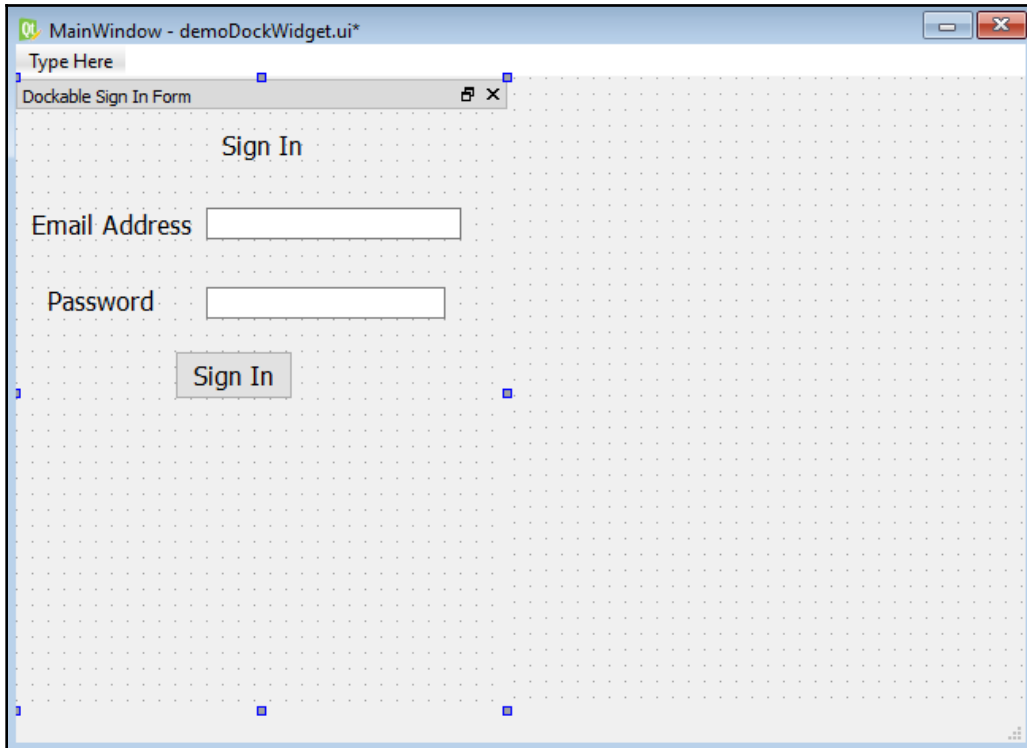 MainWindow - demoDockWidget.ui*
Type Here
Dockable Sign In Form
Sign In
Email Address
Password
Sign In